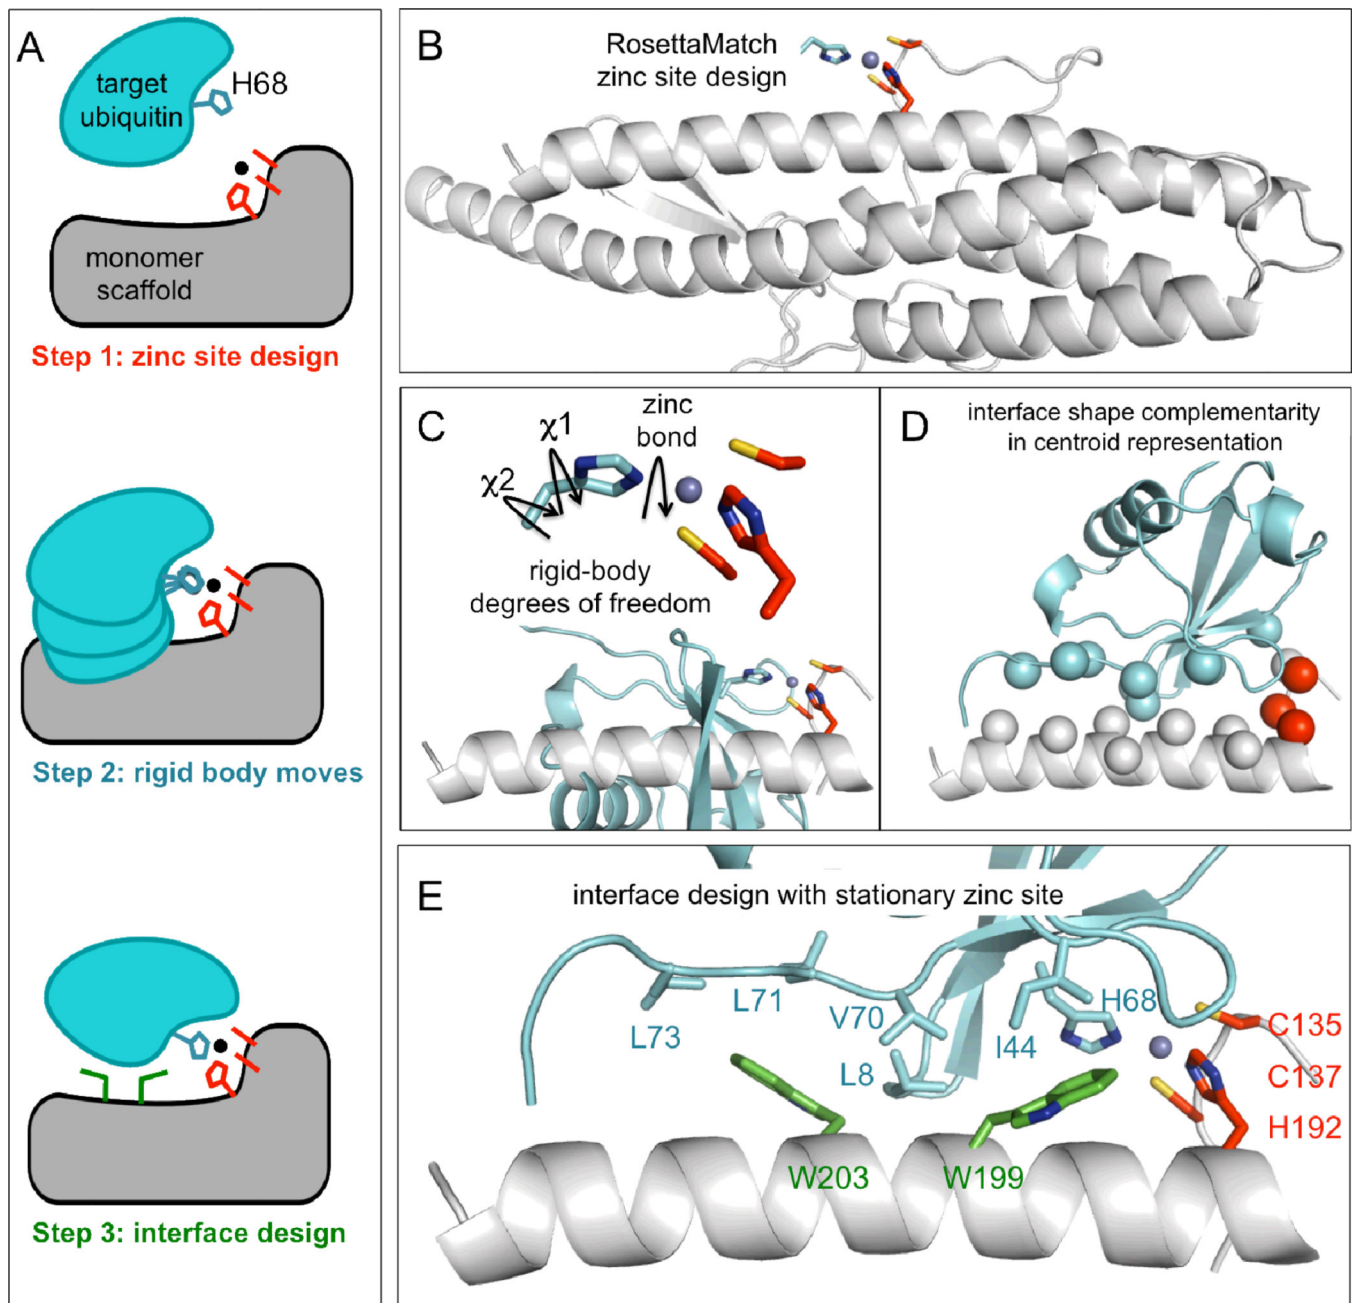 A
target
ubiquitin
H68
monomer
scaffold
Step 1: zinc site design
Step 2: rigid body moves
Step 3: interface design
B
RosettaMatch
zinc site design
C
χ1
χ2
zinc
bond
rigid-body
degrees of freedom
D
interface shape complementarity
in centroid representation
E
interface design with stationary zinc site
L73
L71
V70
L8
I44
H68
C135
C137
H192
W203
W199